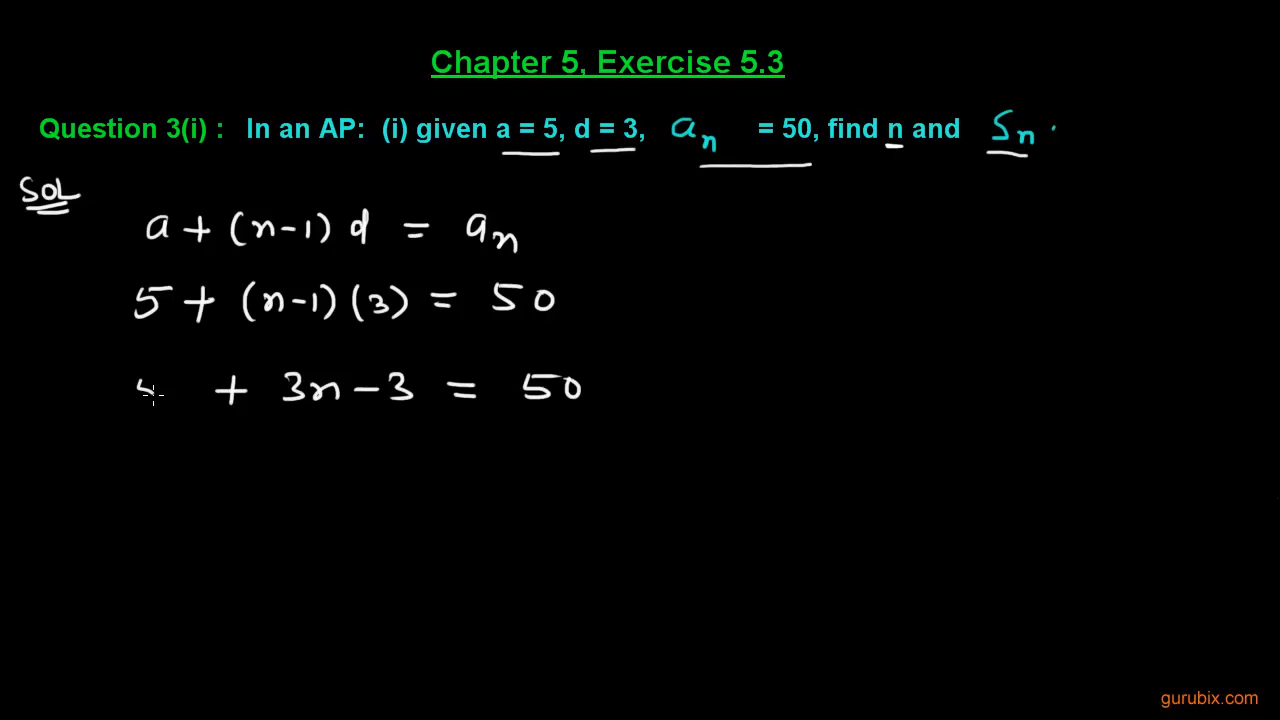 Chapter 5, Exercise 5.3
Question 3(i) : In an AP: (i) given a = 5, d = 3, aₙ = 50, find n and Sₙ.
SOL
a + (n-1) d = aₙ
5 + (n-1) (3) = 50
+ 3n - 3 = 50
gurubix.com